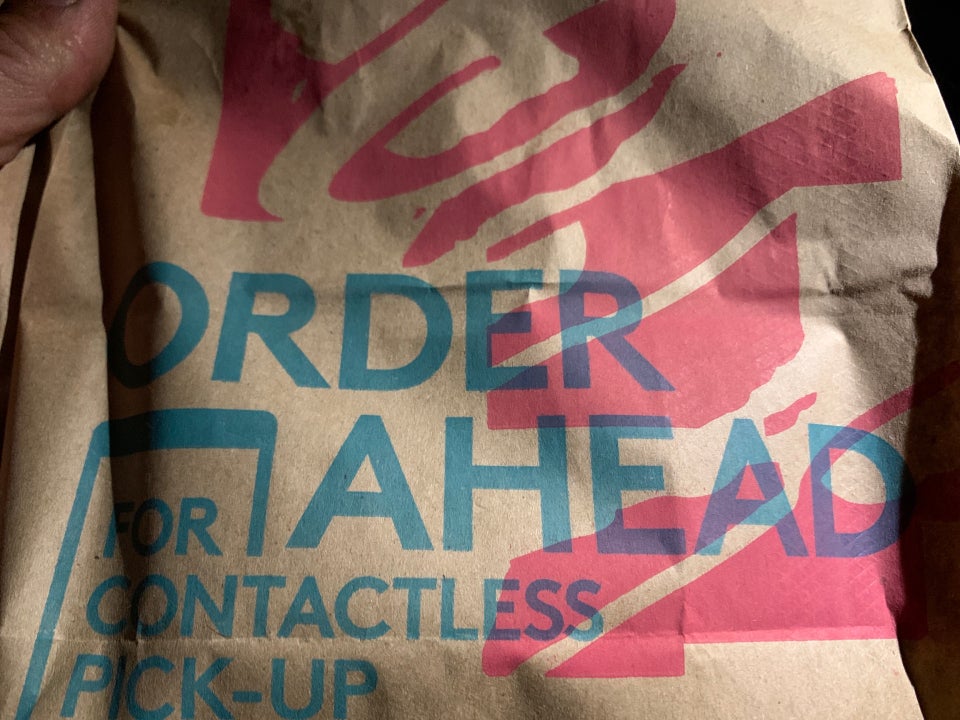 ORDER
AHEAD
FOR
CONTACTLESS
PICK-UP